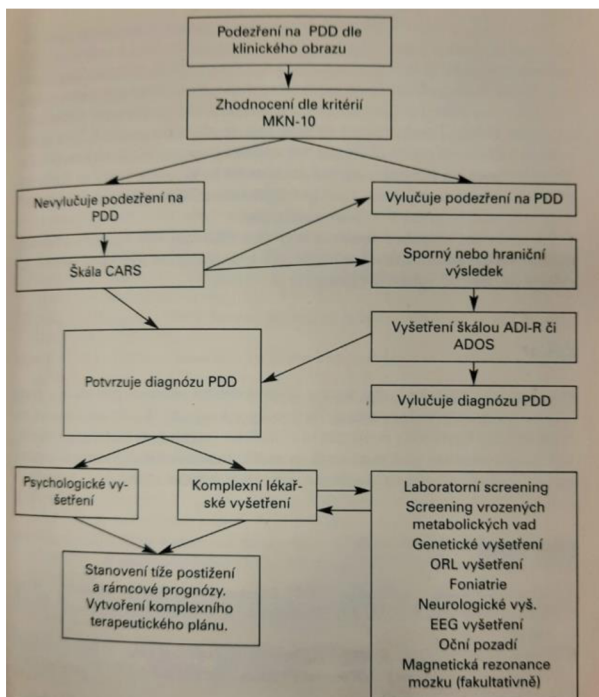 Podezření na PDD dle
klinického obrazu
Zhodnocení dle kritérií
MKN-10
Nevylučuje podezření na
PDD
Vylučuje podezření na PDD
Škála CARS
Sporný nebo hraniční
výsledek
Vyšetření škálou ADI-R či
ADOS
Potvrzuje diagnózu PDD
Vylučuje diagnózu PDD
Psychologické vy-
šetření
Komplexní lékař-
ské vyšetření
Laboratorní screening
Screening vrozených
metabolických vad
Genetické vyšetření
ORL vyšetření
Foniatrie
Neurologické vyš.
EEG vyšetření
Oční pozadí
Magnetická rezonance
mozku (fakultativně)
Stanovení tíže postižení
a rámcové prognózy.
Vytvoření komplexního
terapeutického plánu.